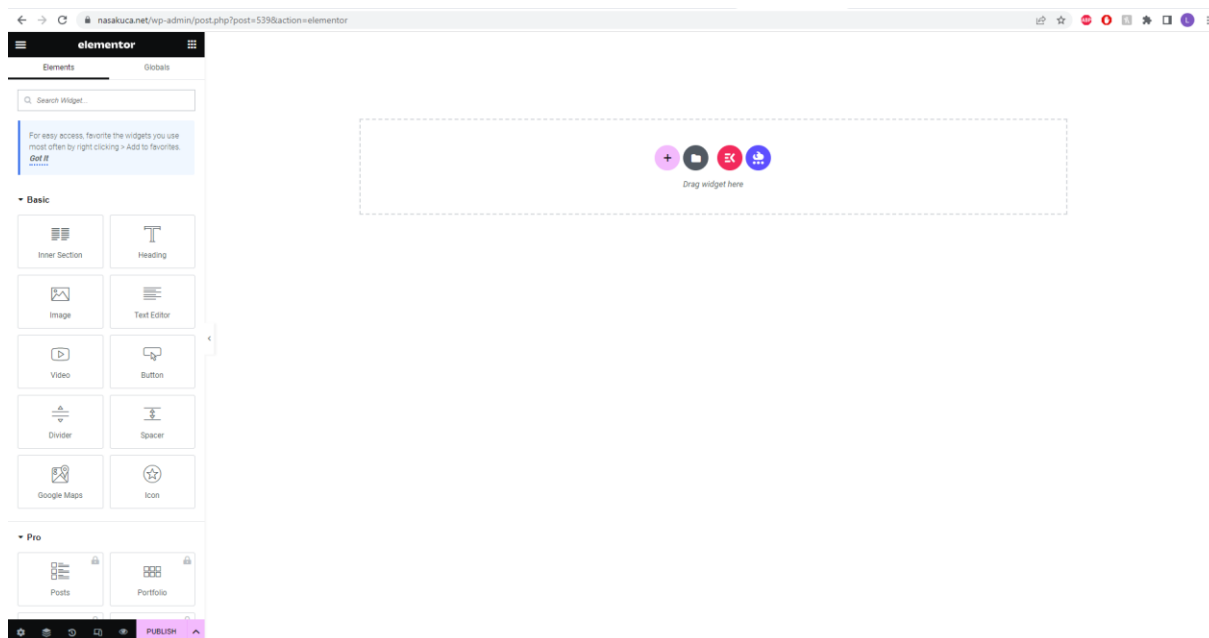 nasakuca.net/wp-admin/post.php?post=539&action=elementor
elementor
Elements Globals
Search Widget...
For easy access, favorite the widgets you use
most often by right clicking > Add to favorites.
Got It
Basic
Inner Section Heading
Image Text Editor
Video Button
Divider Spacer
Google Maps Icon
Pro
Posts Portfolio
PUBLISH
Drag widget here
ABP
L